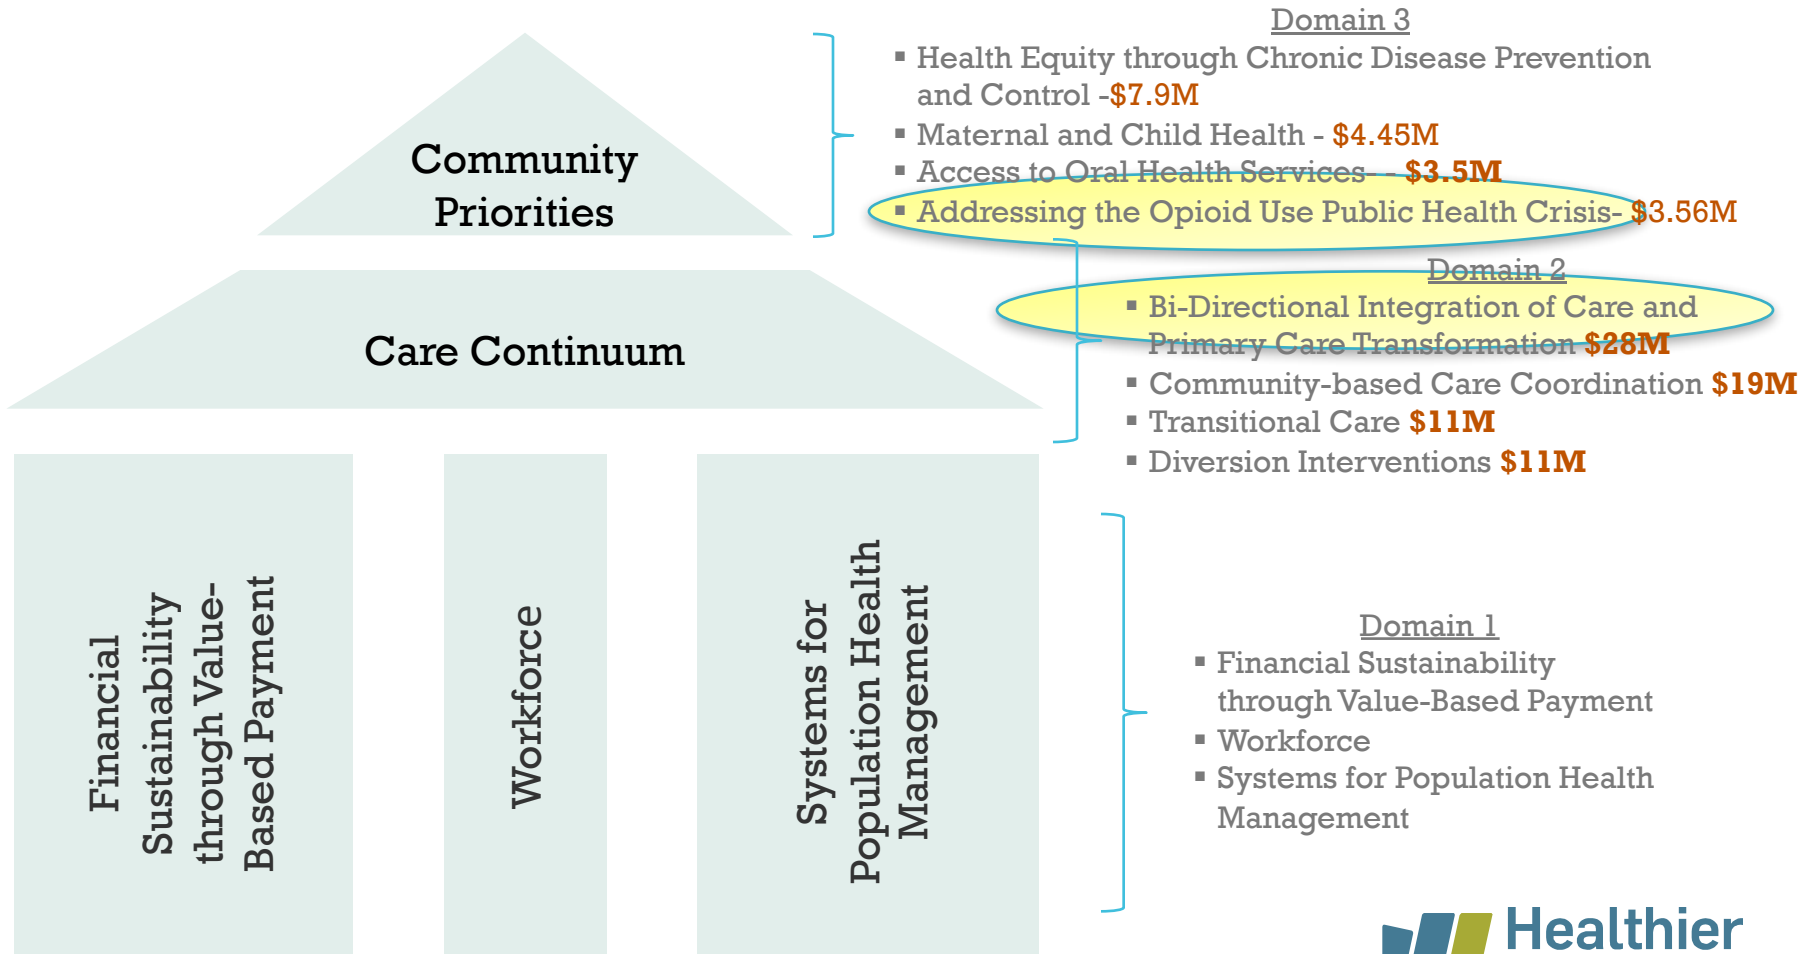 Domain 3
▪ Health Equity through Chronic Disease Prevention
and Control -$7.9M
▪ Maternal and Child Health - $4.45M
▪ Access to Oral Health Services- - $3.5M
▪ Addressing the Opioid Use Public Health Crisis- $3.56M
Community
Priorities
Domain 2
▪ Bi-Directional Integration of Care and
Primary Care Transformation $28M
▪ Community-based Care Coordination $19M
▪ Transitional Care $11M
▪ Diversion Interventions $11M
Care Continuum
Financial
Sustainability
through Value-
Based Payment
Workforce
Systems for
Population Health
Management
Domain 1
▪ Financial Sustainability
through Value-Based Payment
▪ Workforce
▪ Systems for Population Health
Management
Healthier